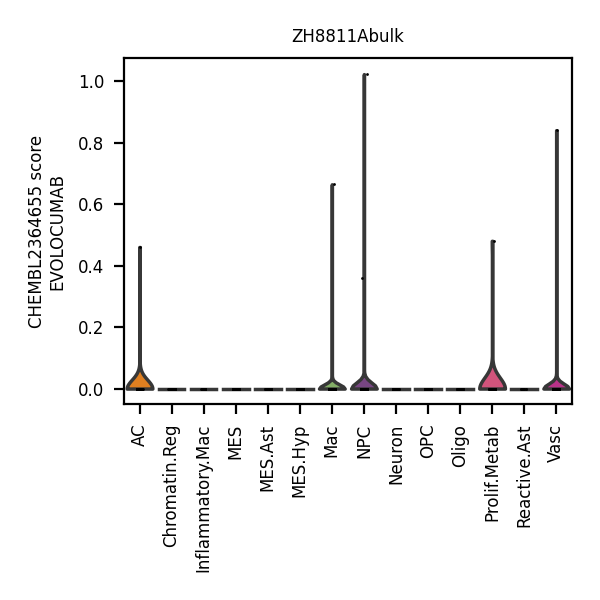 ZH8811Abulk
CHEMBL2364655 score
EVOLOCUMAB
1.0
0.8
0.6
0.4
0.2
0.0
AC
Chromatin.Reg
Inflammatory.Mac
MES
MES.Ast
MES.Hyp
Mac
NPC
Neuron
OPC
Oligo
Prolif.Metab
Reactive.Ast
Vasc